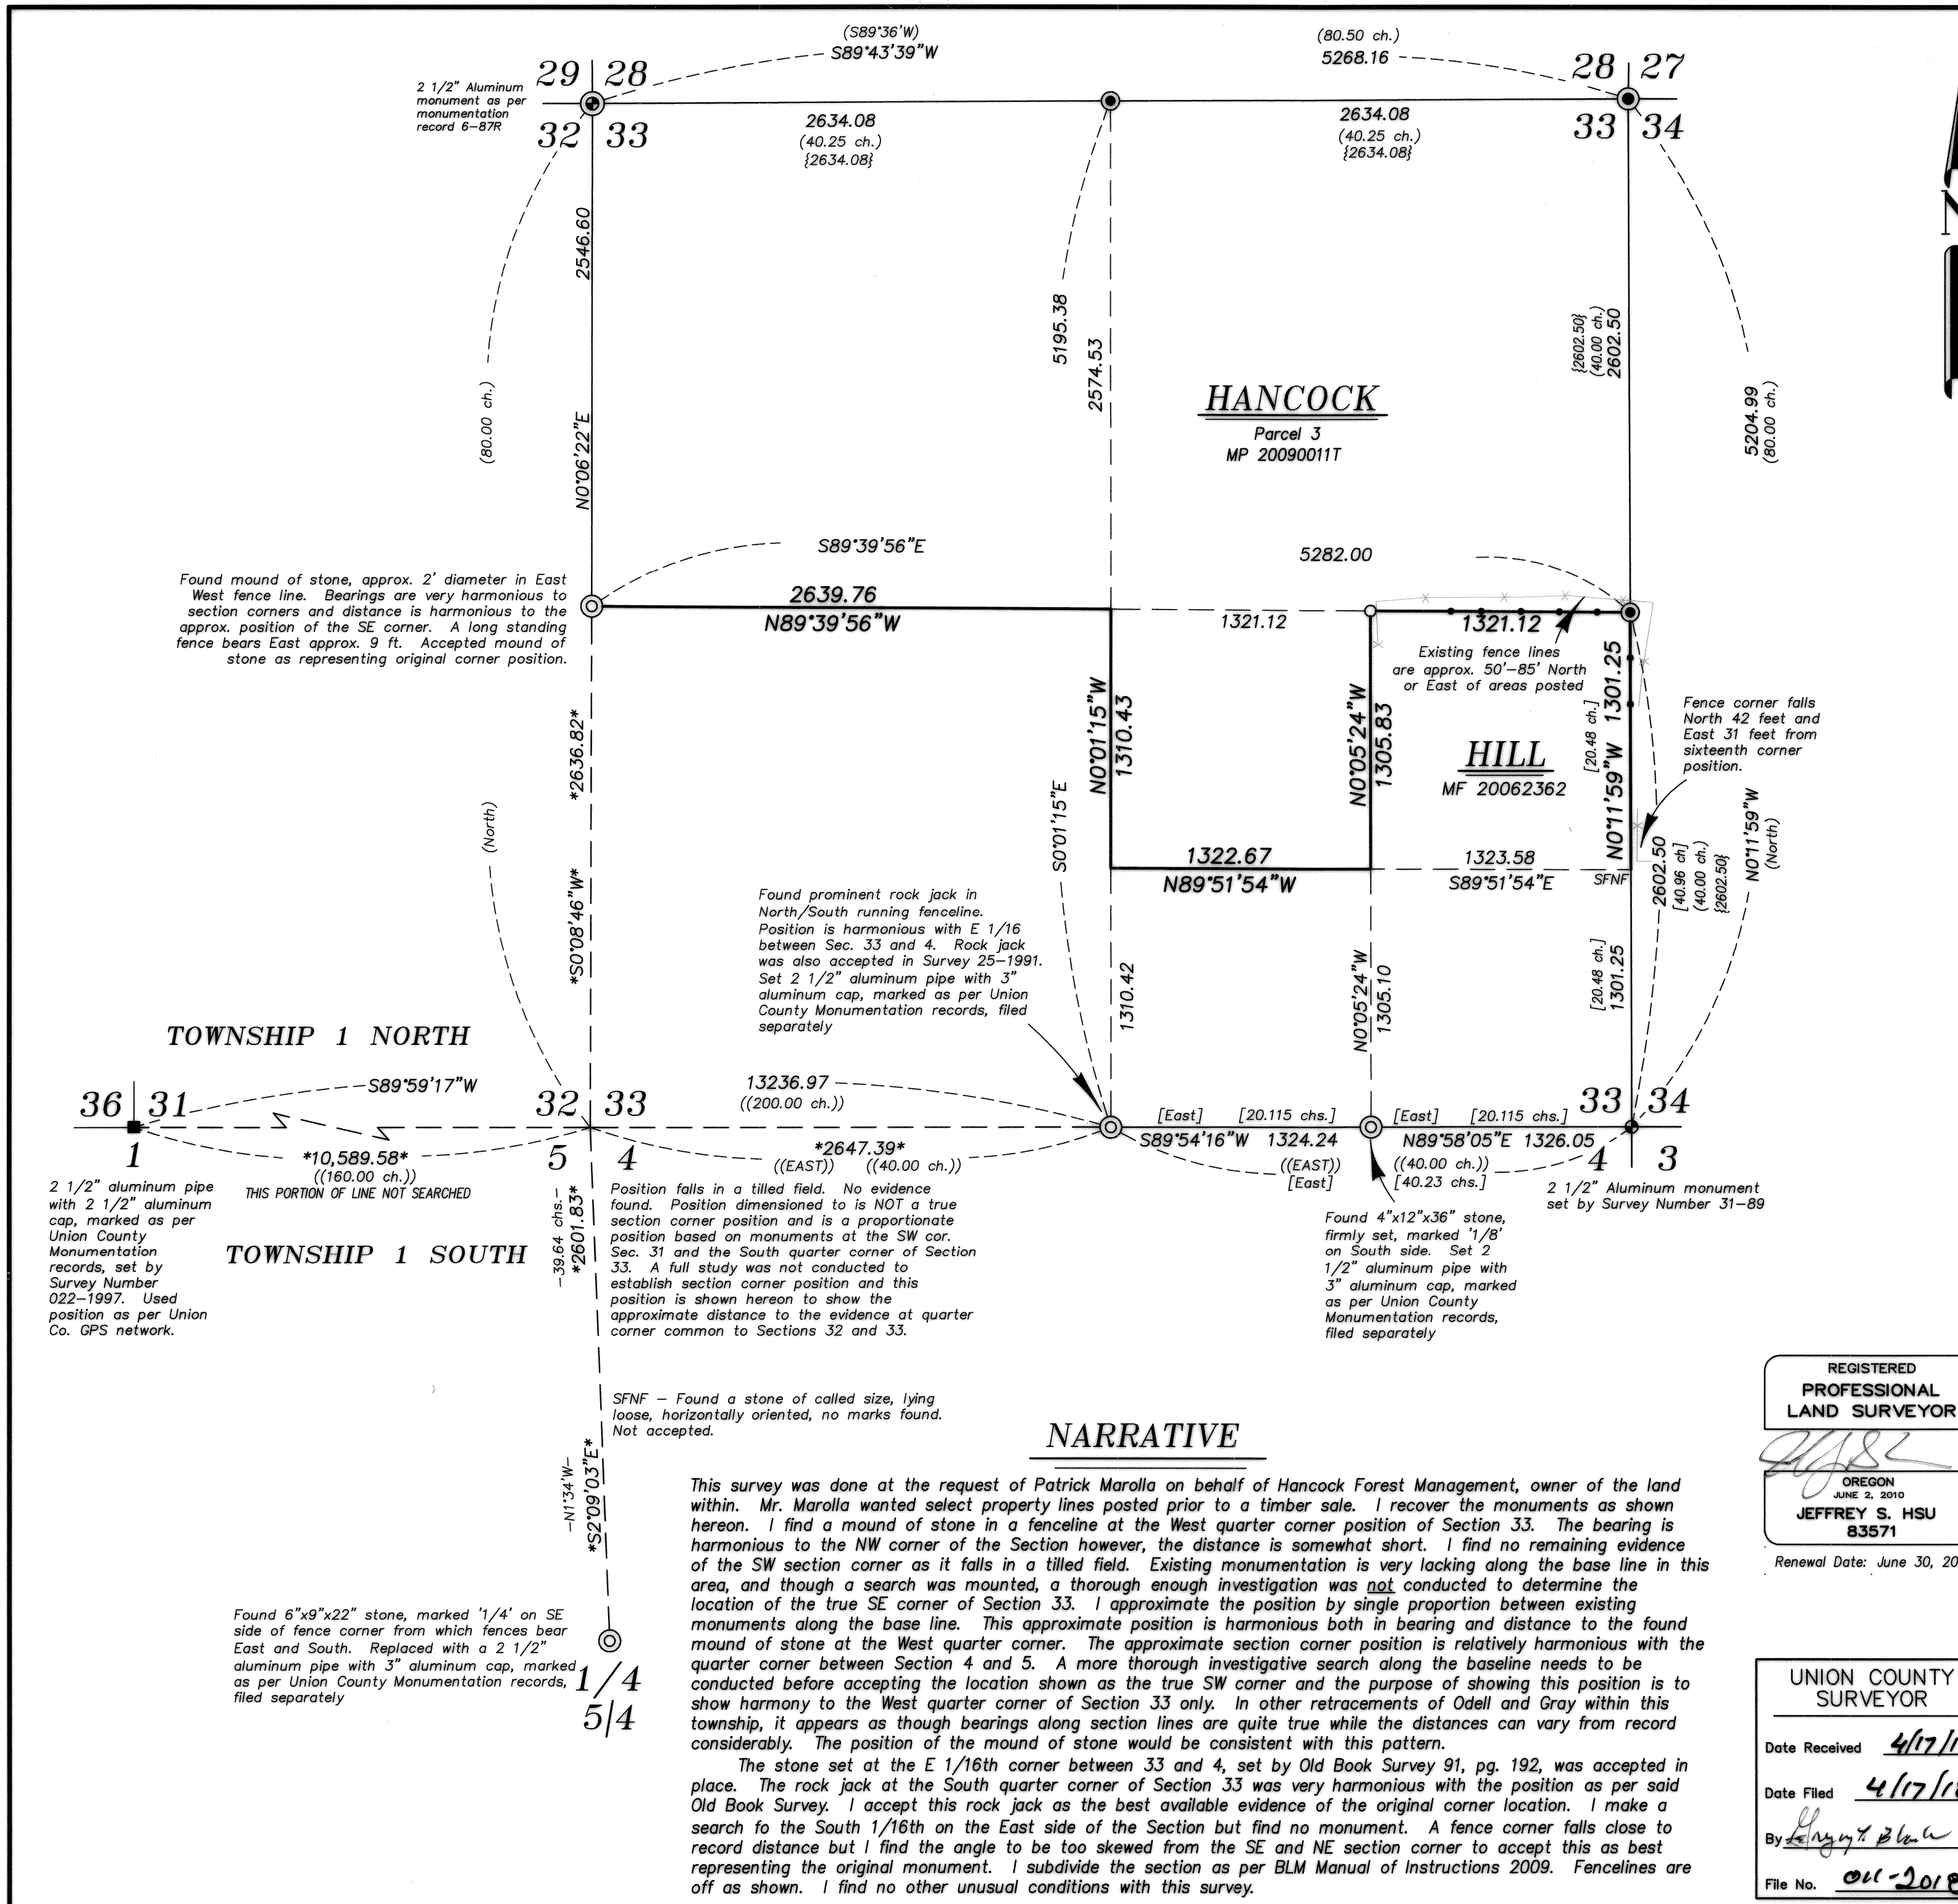 (S89°36'W)
S89°43'39"W
(80.50 ch.)
5268.16
29 28
28 27
2 1/2" Aluminum
monument as per
monumentation
record 6-87R
32 33
33 34
2634.08
(40.25 ch.)
{2634.08}
2634.08
(40.25 ch.)
{2634.08}
N
2546.60
N0°06'22"E
(80.00 ch.)
5195.38
2574.53
{2602.50}
(40.00 ch.)
2602.50
5204.99
(80.00 ch.)
HANCOCK
Parcel 3
MP 20090011T
S89°39'56"E
5282.00
Found mound of stone, approx. 2' diameter in East
West fence line. Bearings are very harmonious to
section corners and distance is harmonious to the
approx. position of the SE corner. A long standing
fence bears East approx. 9 ft. Accepted mound of
stone as representing original corner position.
2639.76
N89°39'56"W
1321.12
1321.12
Existing fence lines
are approx. 50'-85' North
or East of areas posted
N0°01'15"W
1310.43
N0°05'24"W
1305.83
[20.48 ch.]
N0°11'59"W 1301.25
HILL
MF 20062362
Fence corner falls
North 42 feet and
East 31 feet from
sixteenth corner
position.
*2636.82*
*S0°08'46"W*
(North)
S0°01'15"E
1322.67
N89°51'54"W
1323.58
S89°51'54"E
SFNF
2602.50
[40.96 ch]
(40.00 ch.)
{2602.50}
N0°11'59"W
(North)
Found prominent rock jack in
North/South running fenceline.
Position is harmonious with E 1/16
between Sec. 33 and 4. Rock jack
was also accepted in Survey 25-1991.
Set 2 1/2" aluminum pipe with 3"
aluminum cap, marked as per Union
County Monumentation records, filed
separately
1310.42
N0°05'24"W
1305.10
[20.48 ch.]
1301.25
TOWNSHIP 1 NORTH
S89°59'17"W
13236.97
((200.00 ch.))
36 31
32 33
33 34
[East] [20.115 chs.]
[East] [20.115 chs.]
1
*10,589.58*
((160.00 ch.))
THIS PORTION OF LINE NOT SEARCHED
5 4
*2647.39*
((EAST)) ((40.00 ch.))
S89°54'16"W 1324.24
N89°58'05"E 1326.05
((EAST))
[East]
((40.00 ch.))
[40.23 chs.]
4 3
2 1/2" Aluminum monument
set by Survey Number 31-89
2 1/2" aluminum pipe
with 2 1/2" aluminum
cap, marked as per
Union County
Monumentation
records, set by
Survey Number
022-1997. Used
position as per Union
Co. GPS network.
TOWNSHIP 1 SOUTH
-39.64 chs.-
*2601.83*
Position falls in a tilled field. No evidence
found. Position dimensioned to is NOT a true
section corner position and is a proportionate
position based on monuments at the SW cor.
Sec. 31 and the South quarter corner of Section
33. A full study was not conducted to
establish section corner position and this
position is shown hereon to show the
approximate distance to the evidence at quarter
corner common to Sections 32 and 33.
Found 4"x12"x36" stone,
firmly set, marked '1/8'
on South side. Set 2
1/2" aluminum pipe with
3" aluminum cap, marked
as per Union County
Monumentation records,
filed separately
SFNF - Found a stone of called size, lying
loose, horizontally oriented, no marks found.
Not accepted.
-N1°34'W-
*S2°09'03"E*
Found 6"x9"x22" stone, marked '1/4' on SE
side of fence corner from which fences bear
East and South. Replaced with a 2 1/2"
aluminum pipe with 3" aluminum cap, marked
as per Union County Monumentation records,
filed separately
1/4
5|4
NARRATIVE
This survey was done at the request of Patrick Marolla on behalf of Hancock Forest Management, owner of the land
within. Mr. Marolla wanted select property lines posted prior to a timber sale. I recover the monuments as shown
hereon. I find a mound of stone in a fenceline at the West quarter corner position of Section 33. The bearing is
harmonious to the NW corner of the Section however, the distance is somewhat short. I find no remaining evidence
of the SW section corner as it falls in a tilled field. Existing monumentation is very lacking along the base line in this
area, and though a search was mounted, a thorough enough investigation was not conducted to determine the
location of the true SE corner of Section 33. I approximate the position by single proportion between existing
monuments along the base line. This approximate position is harmonious both in bearing and distance to the found
mound of stone at the West quarter corner. The approximate section corner position is relatively harmonious with the
quarter corner between Section 4 and 5. A more thorough investigative search along the baseline needs to be
conducted before accepting the location shown as the true SW corner and the purpose of showing this position is to
show harmony to the West quarter corner of Section 33 only. In other retracements of Odell and Gray within this
township, it appears as though bearings along section lines are quite true while the distances can vary from record
considerably. The position of the mound of stone would be consistent with this pattern.
The stone set at the E 1/16th corner between 33 and 4, set by Old Book Survey 91, pg. 192, was accepted in
place. The rock jack at the South quarter corner of Section 33 was very harmonious with the position as per said
Old Book Survey. I accept this rock jack as the best available evidence of the original corner location. I make a
search fo the South 1/16th on the East side of the Section but find no monument. A fence corner falls close to
record distance but I find the angle to be too skewed from the SE and NE section corner to accept this as best
representing the original monument. I subdivide the section as per BLM Manual of Instructions 2009. Fencelines are
off as shown. I find no other unusual conditions with this survey.
REGISTERED
PROFESSIONAL
LAND SURVEYOR
OREGON
JUNE 2, 2010
JEFFREY S. HSU
83571
Renewal Date: June 30, 20
UNION COUNTY
SURVEYOR
Date Received 4/17/1
Date Filed 4/17/18
By
File No. 011-2018